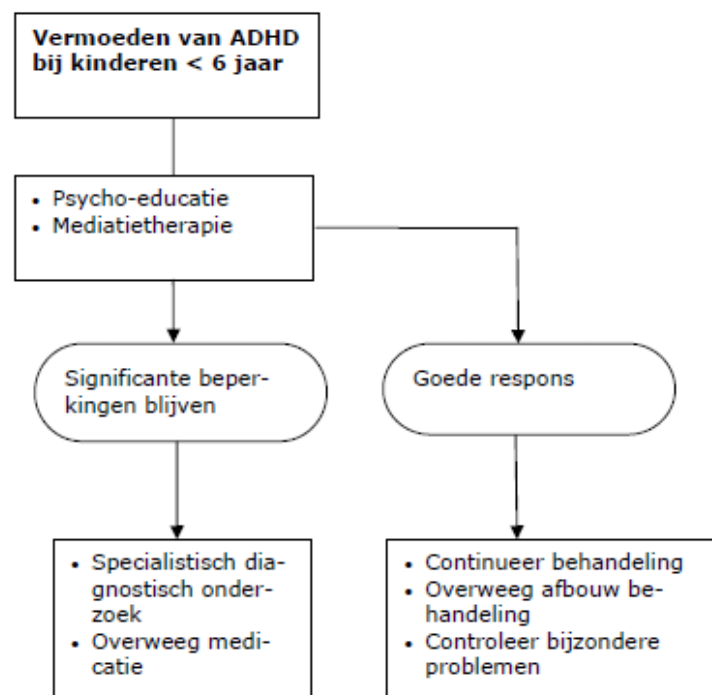 Vermoeden van ADHD
bij kinderen < 6 jaar
• Psycho-educatie
• Mediatietherapie
Significante beper-
kingen blijven
Goede respons
• Specialistisch dia-
gnostisch onder-
zoek
• Overweeg medi-
catie
• Continueer behandeling
• Overweeg afbouw be-
handeling
• Controleer bijzondere
problemen